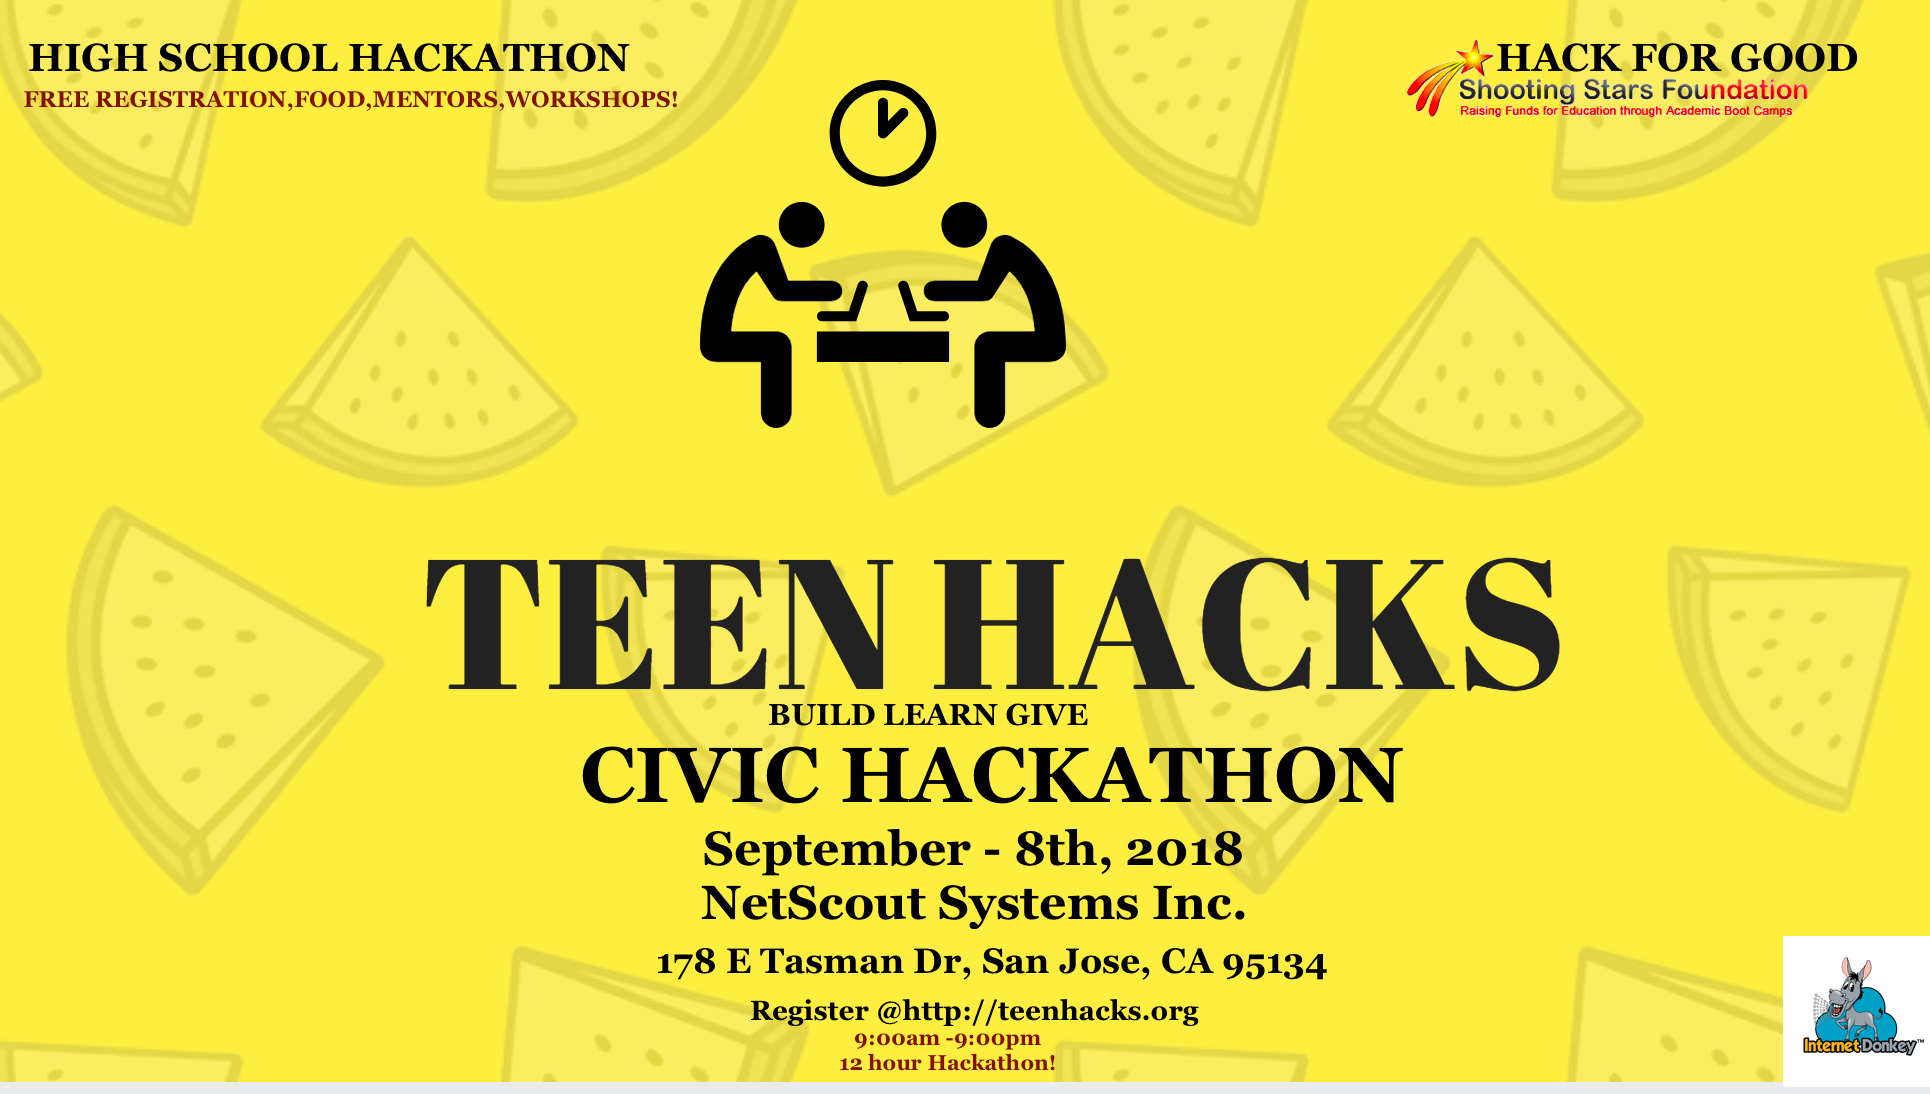 HIGH SCHOOL HACKATHON
FREE REGISTRATION,FOOD,MENTORS,WORKSHOPS!
HACK FOR GOOD
Shooting Stars Foundation
Raising Funds for Education through Academic Boot Camps
TEEN HACKS
BUILD LEARN GIVE
CIVIC HACKATHON
September - 8th, 2018
NetScout Systems Inc.
178 E Tasman Dr, San Jose, CA 95134
Register @http://teenhacks.org
9:00am -9:00pm
12 hour Hackathon!
InternetDonkey™